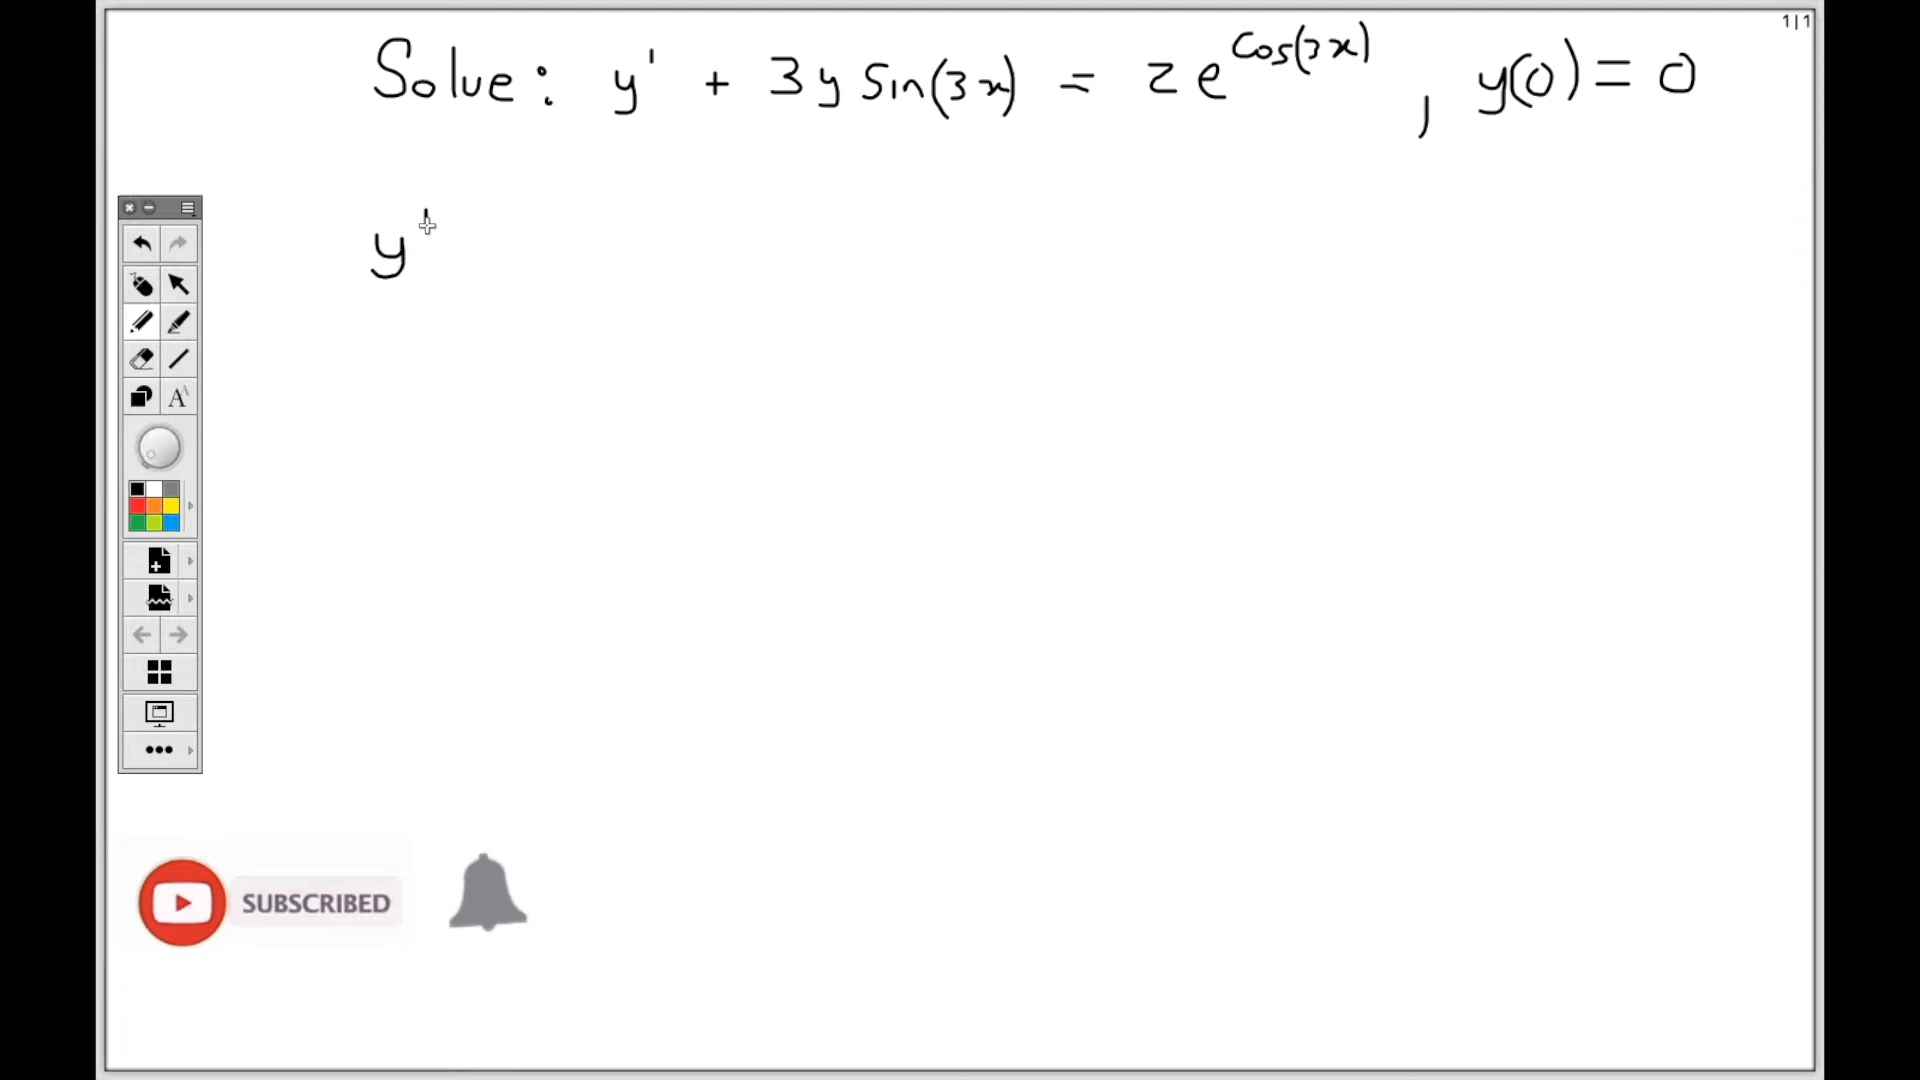 1|1
Solve: y' + 3y Sin(3x) = 2e^cos(3x), y(0) = 0
y'
SUBSCRIBED